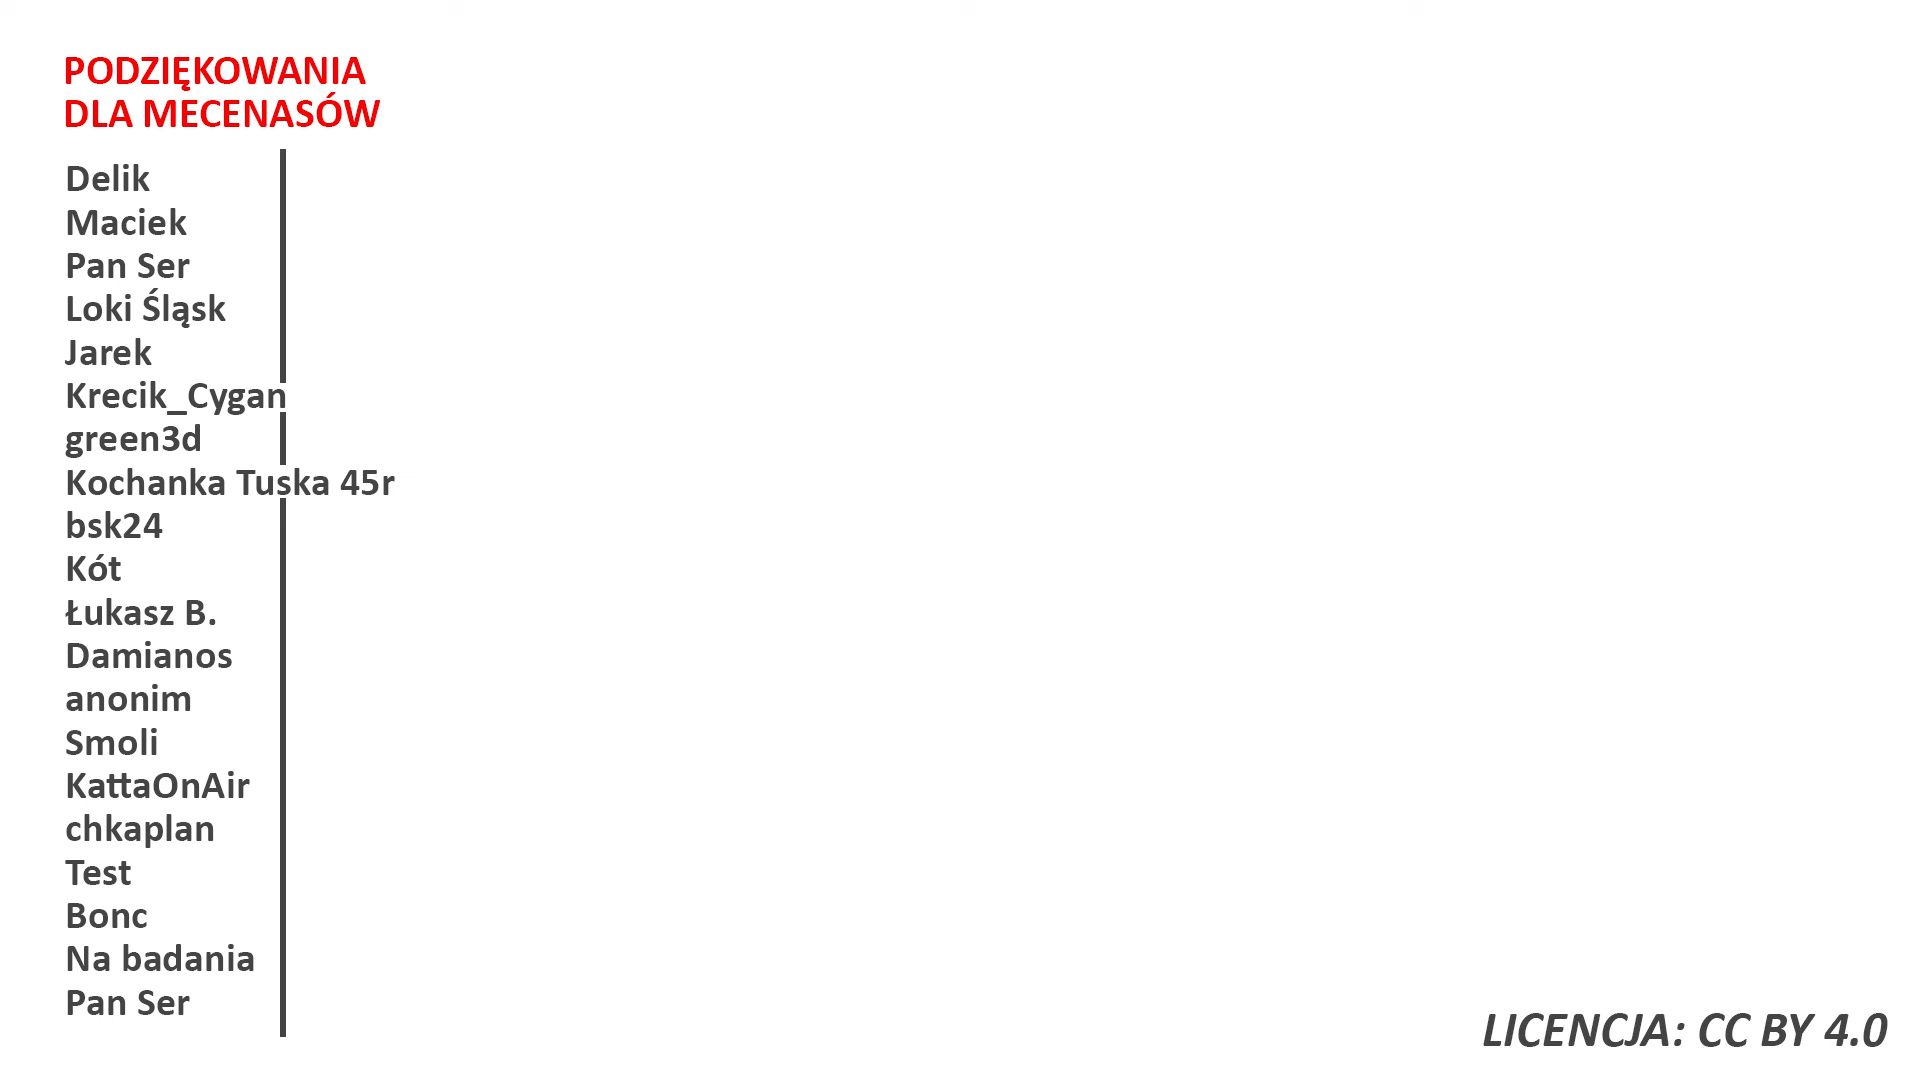 PODZIĘKOWANIA
DLA MECENASÓW
Delik
Maciek
Pan Ser
Loki Śląsk
Jarek
Krecik_Cygan
green3d
Kochanka Tuska 45r
bsk24
Kót
Łukasz B.
Damianos
anonim
Smoli
KattaOnAir
chkaplan
Test
Bonc
Na badania
Pan Ser
LICENCJA: CC BY 4.0